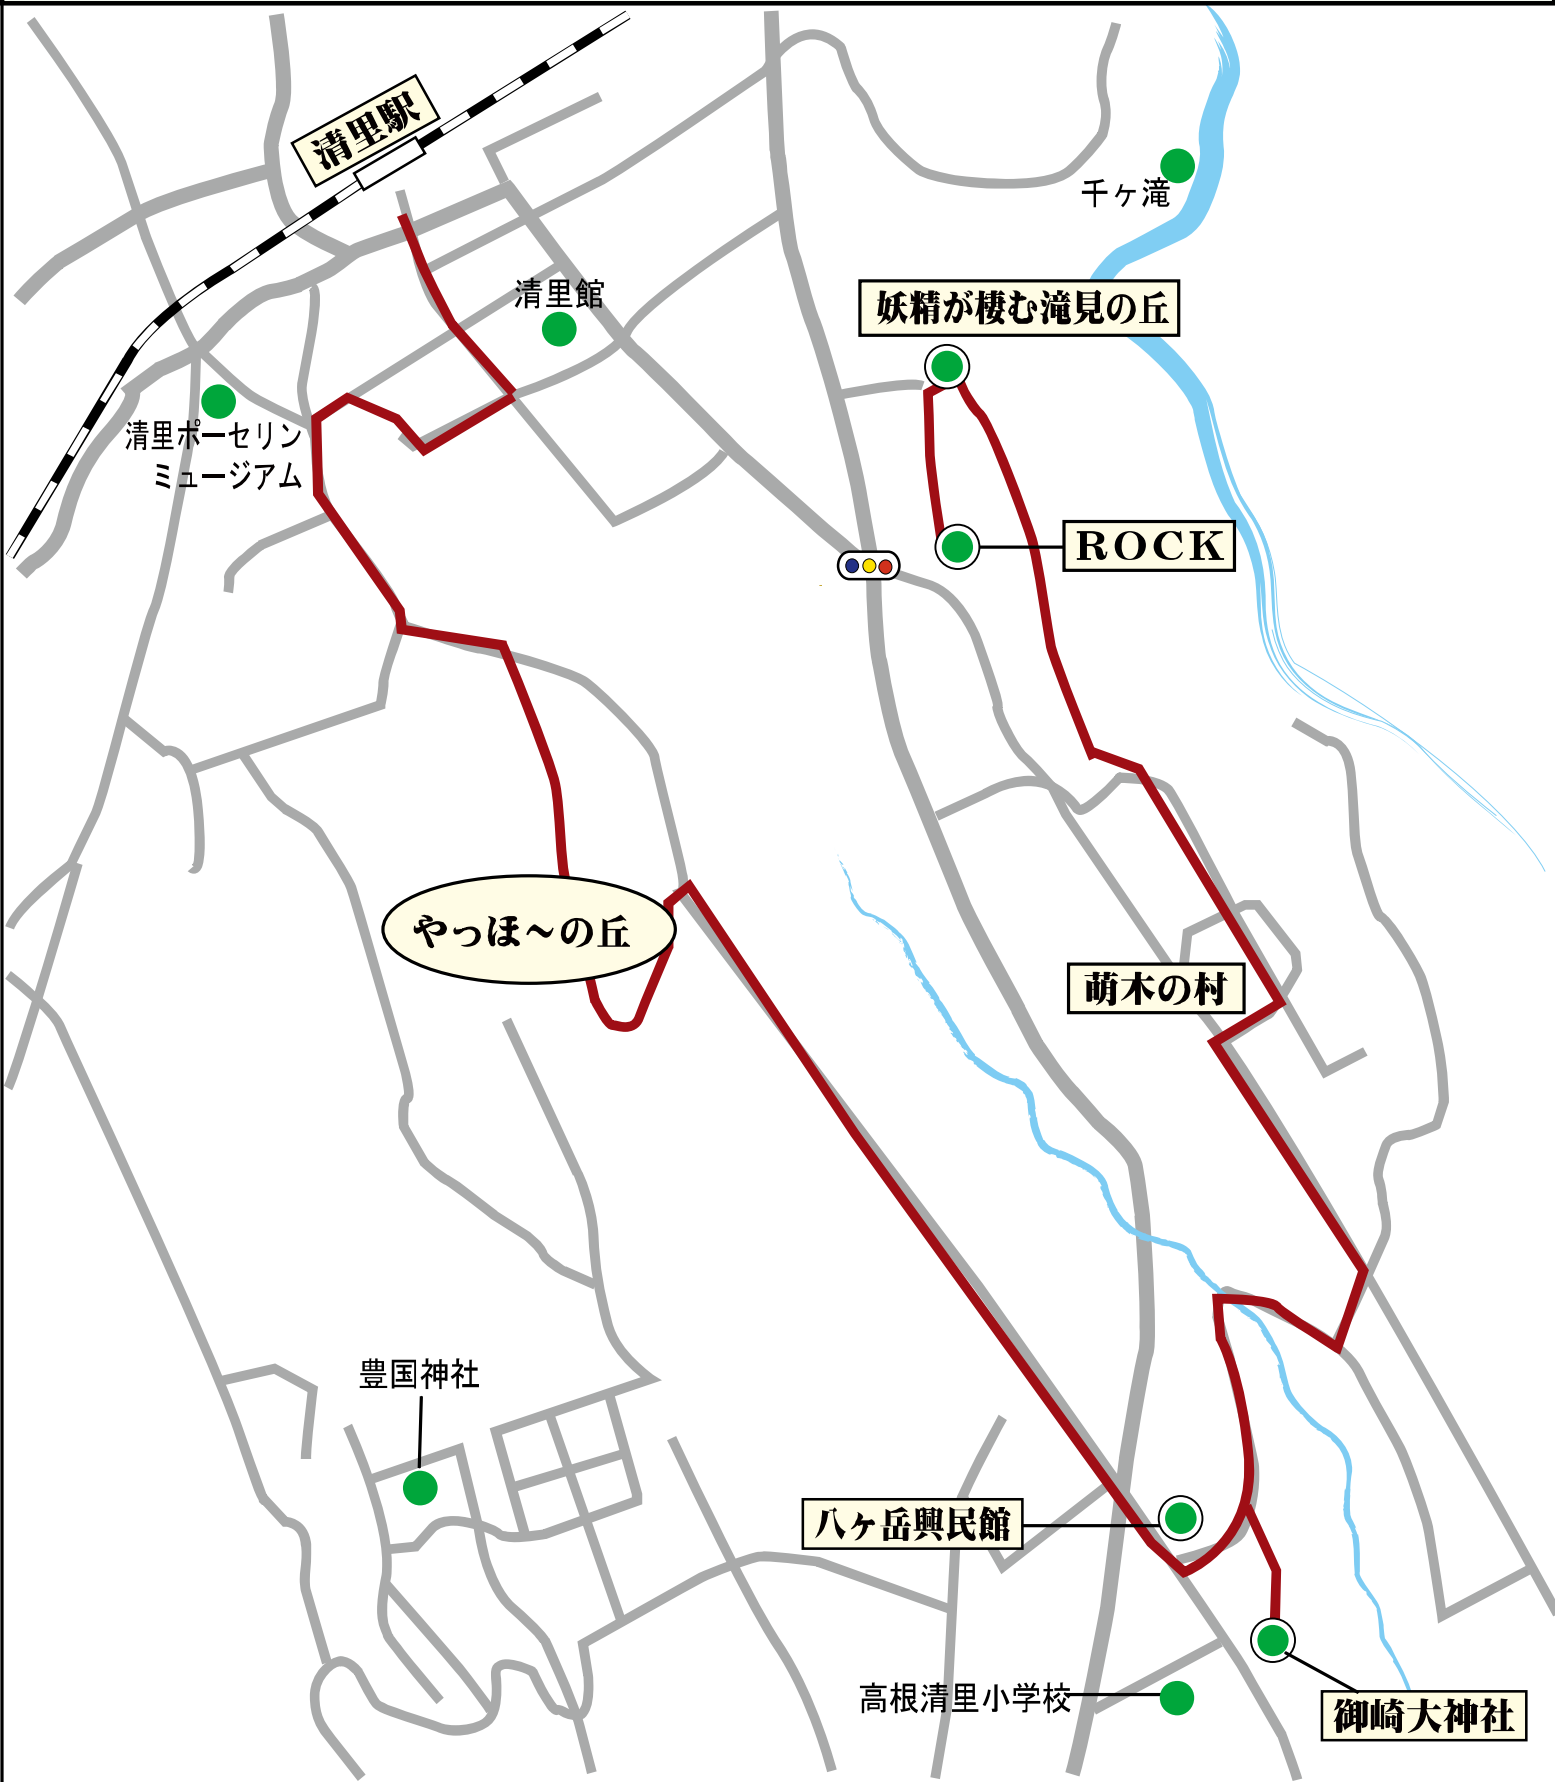 清里駅
千ヶ滝
清里館
妖精が棲む滝見の丘
清里ポーセリン
ミュージアム
ROCK
やっほ～の丘
萌木の村
豊国神社
八ヶ岳興民館
高根清里小学校
御崎大神社